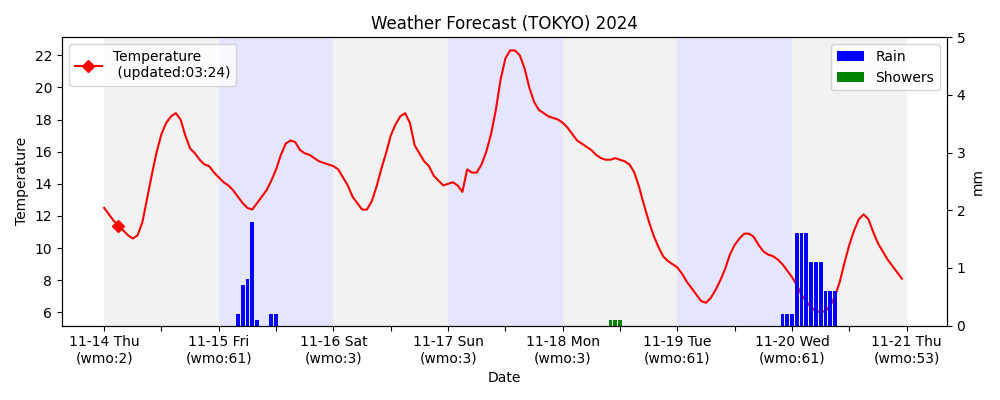 Weather Forecast (TOKYO) 2024
Temperature
(updated:03:24)
Rain
Showers
22
20
18
16
14
12
10
8
6
Temperature
5
4
3
2
1
0
mm
11-14 Thu
(wmo:2)
11-15 Fri
(wmo:61)
11-16 Sat
(wmo:3)
11-17 Sun
(wmo:3)
11-18 Mon
(wmo:3)
11-19 Tue
(wmo:61)
11-20 Wed
(wmo:61)
11-21 Thu
(wmo:53)
Date